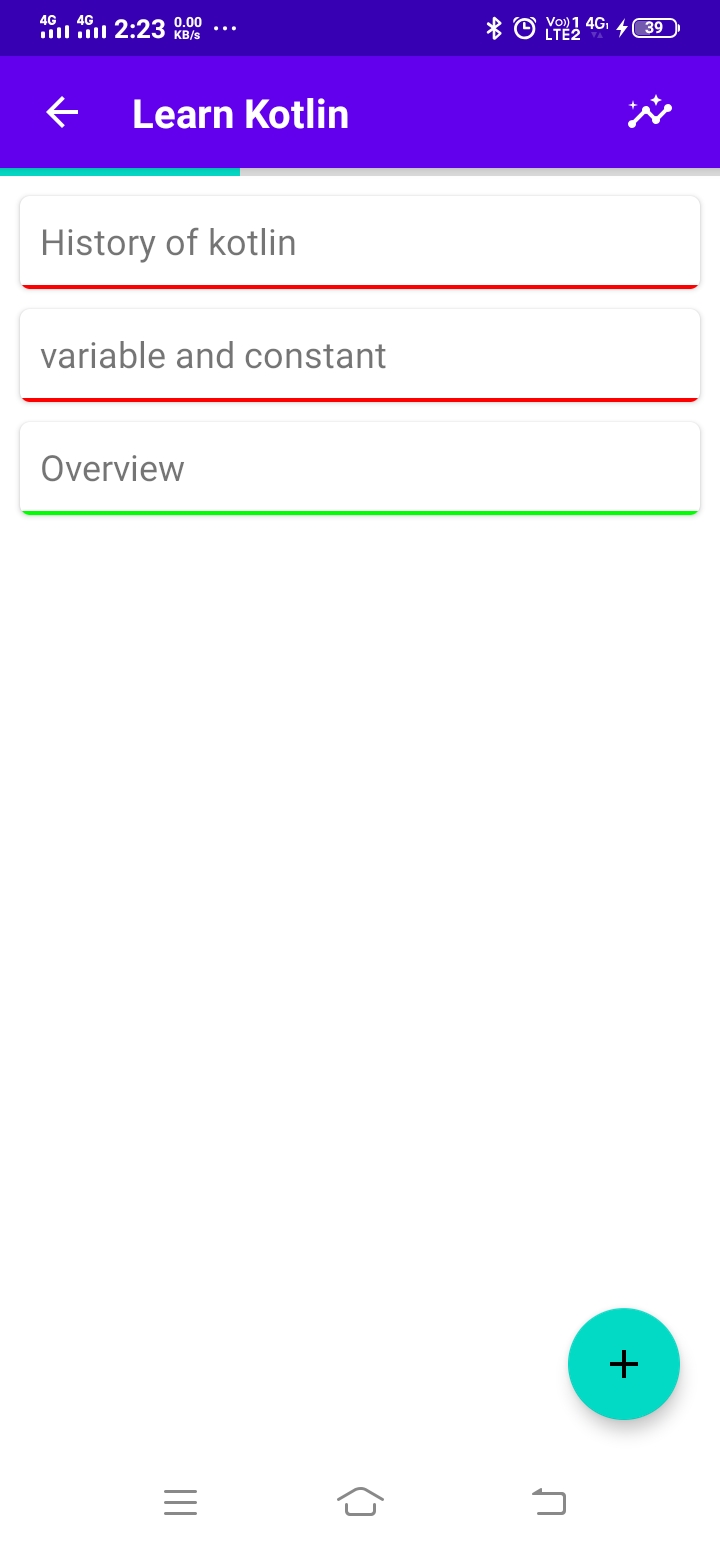 4G 4G 2:23 0.00 KB/s ... Vo))1 LTE2 4G 39
Learn Kotlin
History of kotlin
variable and constant
Overview